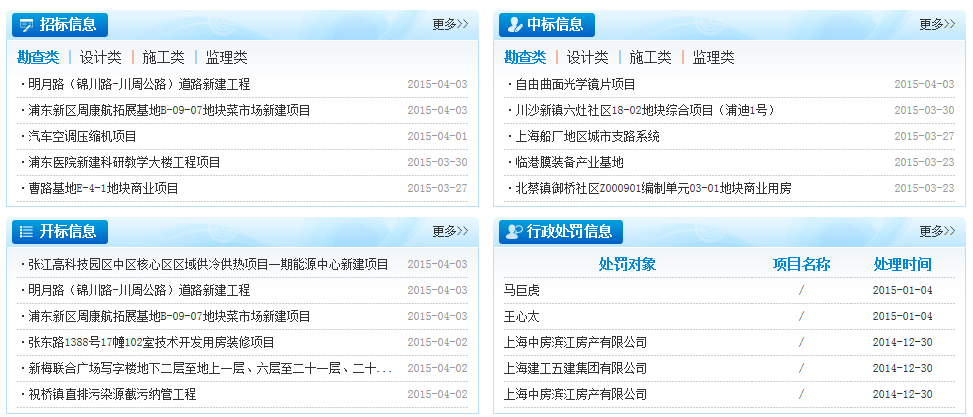 招标信息 更多>>
勘查类 | 设计类 | 施工类 | 监理类
·明月路（锦川路-川周公路）道路新建工程 2015-04-03
·浦东新区周康航拓展基地B-09-07地块菜市场新建项目 2015-04-03
·汽车空调压缩机项目 2015-04-01
·浦东医院新建科研教学大楼工程项目 2015-03-30
·曹路基地E-4-1地块商业项目 2015-03-27
中标信息 更多>>
勘查类 | 设计类 | 施工类 | 监理类
·自由曲面光学镜片项目 2015-04-03
·川沙新镇六灶社区18-02地块综合项目（浦迪1号） 2015-03-30
·上海船厂地区城市支路系统 2015-03-27
·临港膜装备产业基地 2015-03-23
·北蔡镇御桥社区Z000901编制单元03-01地块商业用房 2015-03-23
开标信息 更多>>
·张江高科技园区中区核心区区域供冷供热项目一期能源中心新建项目 2015-04-03
·明月路（锦川路-川周公路）道路新建工程 2015-04-03
·浦东新区周康航拓展基地B-09-07地块菜市场新建项目 2015-04-03
·张东路1388号17幢102室技术开发用房装修项目 2015-04-02
·新梅联合广场写字楼地下二层至地上一层、六层至二十一层、二十... 2015-04-02
·祝桥镇直排污染源截污纳管工程 2015-04-02
行政处罚信息 更多>>
处罚对象 项目名称 处理时间
马巨虎 / 2015-01-04
王心太 / 2015-01-04
上海中房滨江房产有限公司 / 2014-12-30
上海建工五建集团有限公司 / 2014-12-30
上海中房滨江房产有限公司 / 2014-12-30